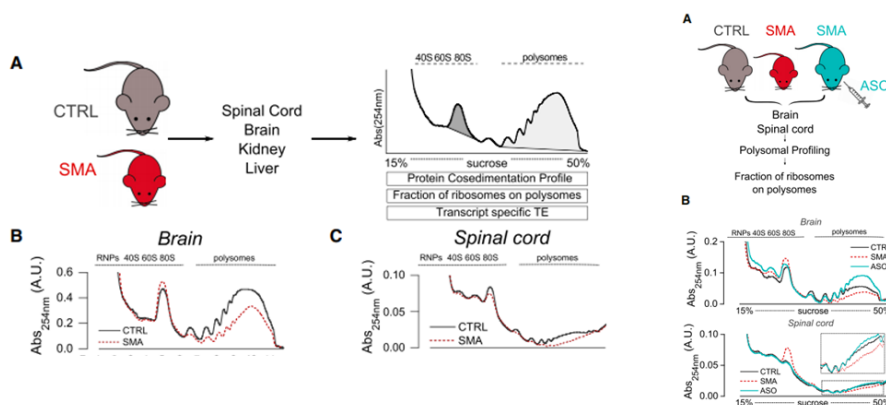 A
CTRL
SMA
Spinal Cord
Brain
Kidney
Liver
40S 60S 80S
polysomes
Abs(254nm)
15%
sucrose
50%
Protein Cosedimentation Profile
Fraction of ribosomes on polysomes
Transcript specific TE
B
Brain
RNPs 40S 60S 80S
polysomes
Abs254nm (A.U.)
0.6
0.4
0.2
0.0
CTRL
SMA
C
Spinal cord
RNPs 40S 60S 80S
polysomes
Abs254nm (A.U.)
0.10
0.05
0.00
CTRL
SMA
A
CTRL
SMA
SMA
ASO
Brain
Spinal cord
Polysomal Profiling
Fraction of ribosomes
on polysomes
B
Brain
RNPs 40S 60S 80S
polysomes
Abs254nm (A.U.)
0.2
0.1
0.0
CTRL
SMA
ASO
15%
sucrose
50%
Spinal cord
Abs254nm (A.U.)
0.10
0.05
0.00
CTRL
SMA
ASO
15%
sucrose
50%